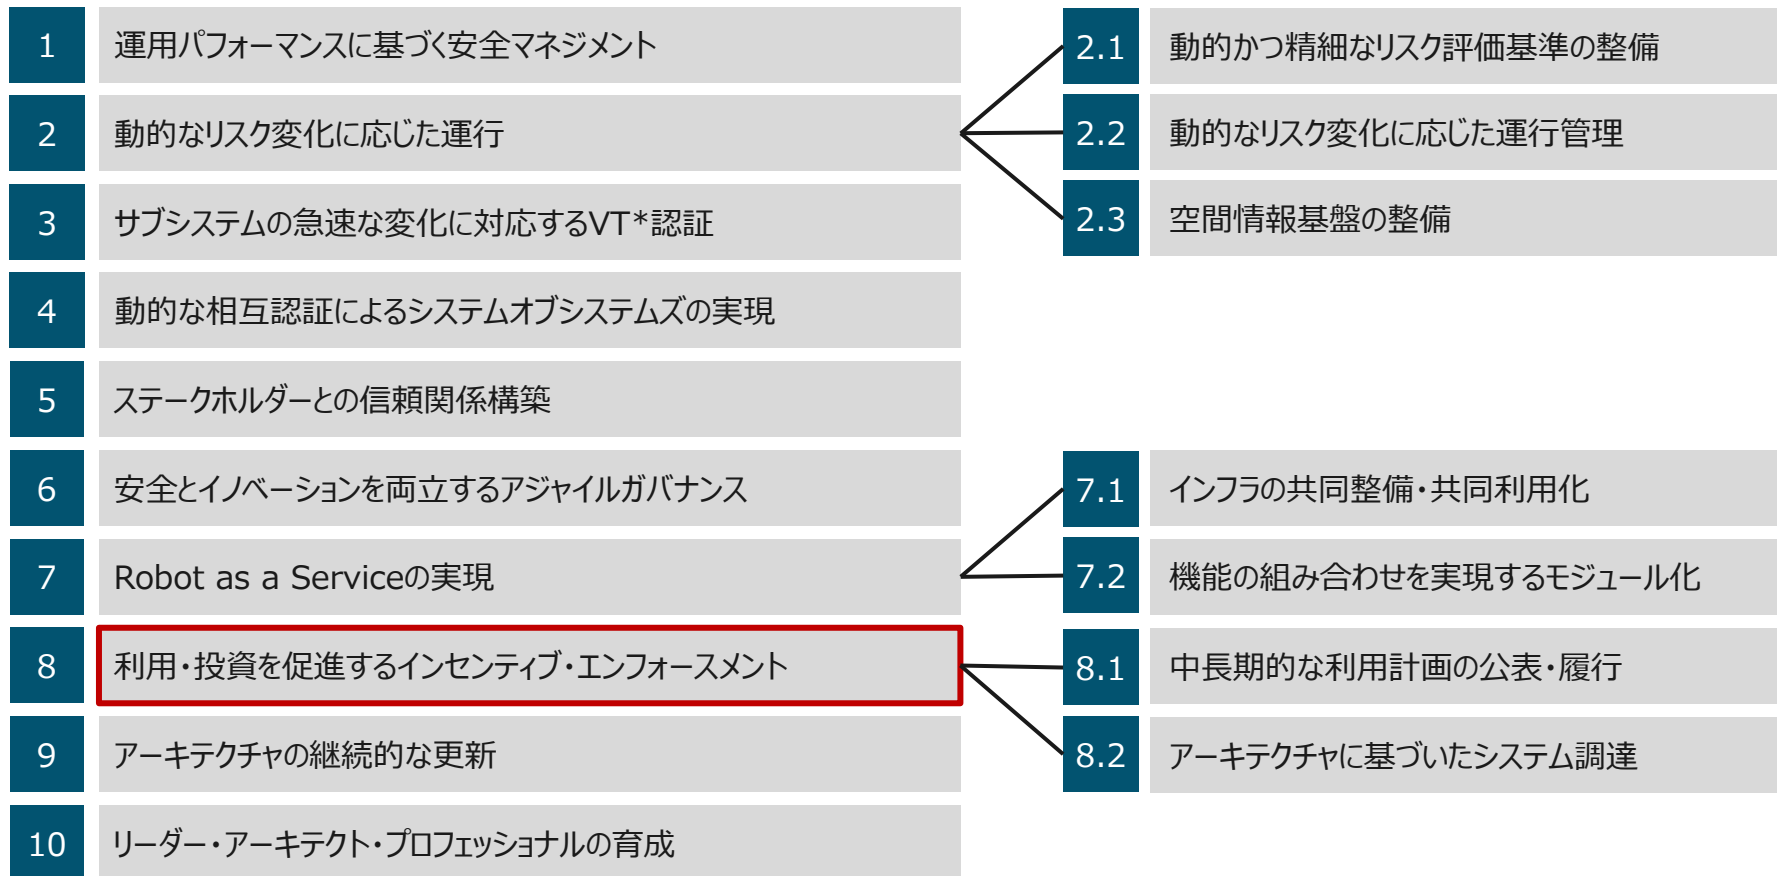 1 運用パフォーマンスに基づく安全マネジメント
2 動的なリスク変化に応じた運行
2.1 動的かつ精細なリスク評価基準の整備
2.2 動的なリスク変化に応じた運行管理
2.3 空間情報基盤の整備
3 サブシステムの急速な変化に対応するVT*認証
4 動的な相互認証によるシステムオブシステムズの実現
5 ステークホルダーとの信頼関係構築
6 安全とイノベーションを両立するアジャイルガバナンス
7 Robot as a Serviceの実現
7.1 インフラの共同整備・共同利用化
7.2 機能の組み合わせを実現するモジュール化
8 利用・投資を促進するインセンティブ・エンフォースメント
8.1 中長期的な利用計画の公表・履行
8.2 アーキテクチャに基づいたシステム調達
9 アーキテクチャの継続的な更新
10 リーダー・アーキテクト・プロフェッショナルの育成